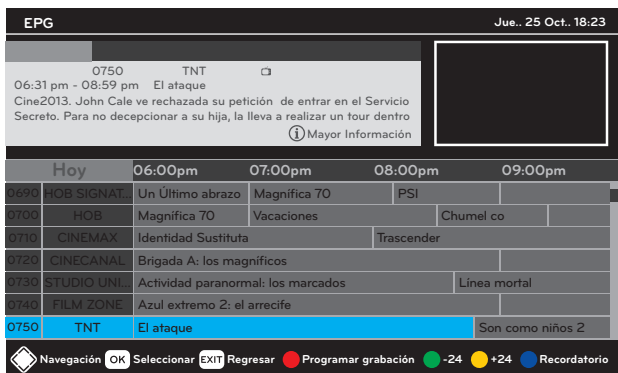 EPG Jue.. 25 Oct.. 18:23
0750 TNT
06:31 pm - 08:59 pm El ataque
Cine2013. John Cale ve rechazada su petición de entrar en el Servicio
Secreto. Para no decepcionar a su hija, la lleva a realizar un tour dentro
i Mayor Información
Hoy 06:00pm 07:00pm 08:00pm 09:00pm
0690 HOB SIGNAT... Un Último abrazo Magnífica 70 PSI
0700 HOB Magnífica 70 Vacaciones Chumel co
0710 CINEMAX Identidad Sustituta Trascender
0720 CINECANAL Brigada A: los magníficos
0730 STUDIO UNI... Actividad paranormal: los marcados Línea mortal
0740 FILM ZONE Azul extremo 2: el arrecife
0750 TNT El ataque Son como niños 2
Navegación OK Seleccionar EXIT Regresar Programar grabación -24 +24 Recordatorio